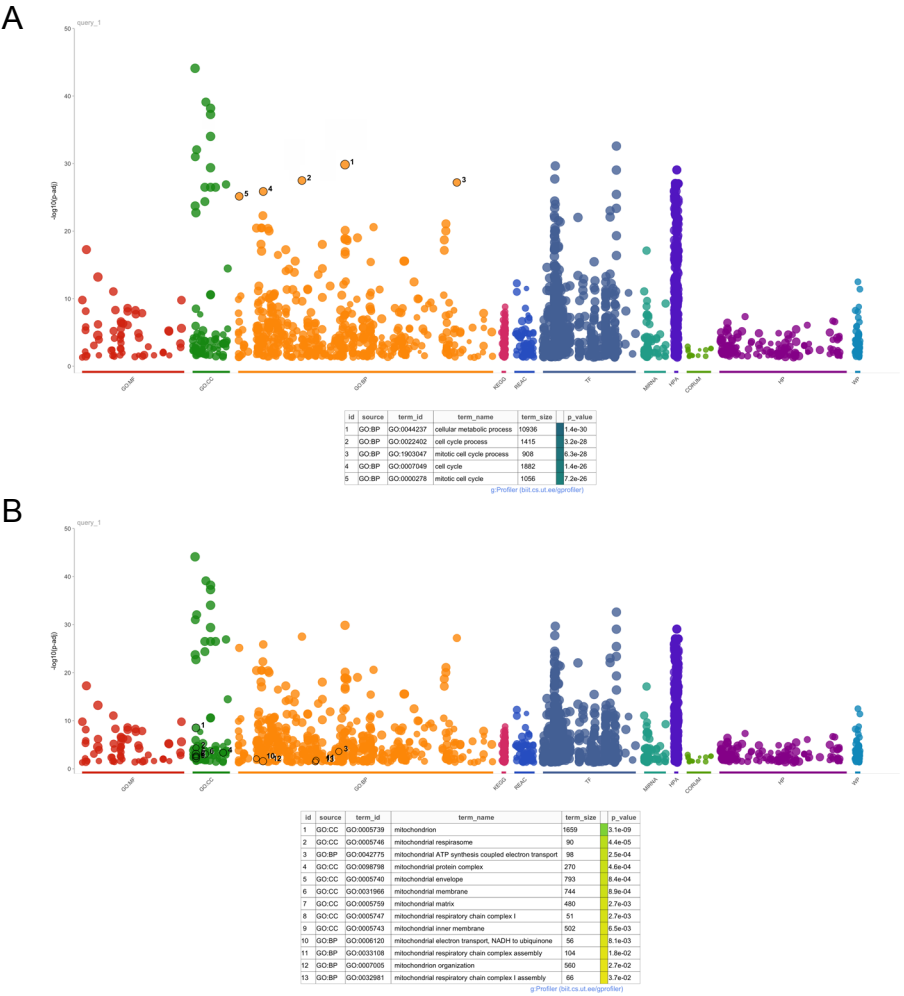 A
query_1
50
40
30
20
10
0
-log10(p-adj)
1
2
3
4
5
GO:MF
GO:CC
GO:BP
KEGG
REAC
TF
MIRNA
HPA
CORUM
HP
WP
id source term_id term_name term_size p_value
1 GO:BP GO:0044237 cellular metabolic process 10936 1.4e-30
2 GO:BP GO:0022402 cell cycle process 1415 3.2e-28
3 GO:BP GO:1903047 mitotic cell cycle process 908 6.3e-28
4 GO:BP GO:0007049 cell cycle 1882 1.4e-26
5 GO:BP GO:0000278 mitotic cell cycle 1056 7.2e-26
g:Profiler (biit.cs.ut.ee/gprofiler)
B
query_1
50
40
30
20
10
0
-log10(p-adj)
1
3
4
10
12
GO:MF
GO:CC
GO:BP
KEGG
REAC
TF
MIRNA
HPA
CORUM
HP
WP
id source term_id term_name term_size p_value
1 GO:CC GO:0005739 mitochondrion 1659 3.1e-09
2 GO:CC GO:0005746 mitochondrial respirasome 90 4.4e-05
3 GO:BP GO:0042775 mitochondrial ATP synthesis coupled electron transport 98 2.5e-04
4 GO:CC GO:0098798 mitochondrial protein complex 270 4.6e-04
5 GO:CC GO:0005740 mitochondrial envelope 793 8.4e-04
6 GO:CC GO:0031966 mitochondrial membrane 744 8.9e-04
7 GO:CC GO:0005759 mitochondrial matrix 480 2.7e-03
8 GO:CC GO:0005747 mitochondrial respiratory chain complex I 51 2.7e-03
9 GO:CC GO:0005743 mitochondrial inner membrane 502 6.5e-03
10 GO:BP GO:0006120 mitochondrial electron transport, NADH to ubiquinone 56 8.1e-03
11 GO:BP GO:0033108 mitochondrial respiratory chain complex assembly 104 1.8e-02
12 GO:BP GO:0007005 mitochondrion organization 560 2.7e-02
13 GO:BP GO:0032981 mitochondrial respiratory chain complex I assembly 66 3.7e-02
g:Profiler (biit.cs.ut.ee/gprofiler)